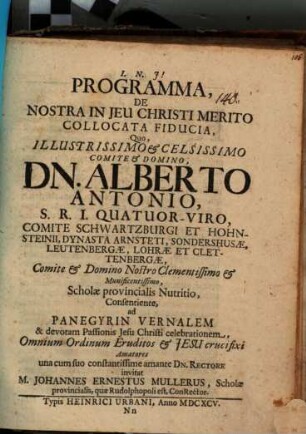 I. N. J!
PROGRAMMA,
DE
NOSTRA IN JEU CHRISTI MERITO
COLLOCATA FIDUCIA,
Quo,
ILLUSTRISSIMO & CELSISSIMO
COMITE & DOMINO,
DN. ALBERTO
ANTONIO,
S. R. I. QUATUOR-VIRO,
COMITE SCHWARTZBURGI ET HOHN-
STEINII, DYNASTA ARNSTETI, SONDERSHUSÆ,
LEUTENBERGÆ, LOHRÆ ET CLET-
TENBERGÆ,
Comite & Domino Nostro Clementissimo &
Munificentissimo,
Scholæ provincialis Nutritio,
Consentiente,
ad
PANEGYRIN VERNALEM
& devotam Passionis Jesu Christi celebrationem,
Omnium Ordinum Eruditos & JESU crucifixi
Amatores
una cum suo constantissime amante DN. RECTORE
invitat
M. JOHANNES ERNESTUS MULLERUS, Scholæ
provincialis, quæ Rudolphopoli est, ConRector.
Typis HEINRICI URBANI, Anno MDCXCV.
Nn